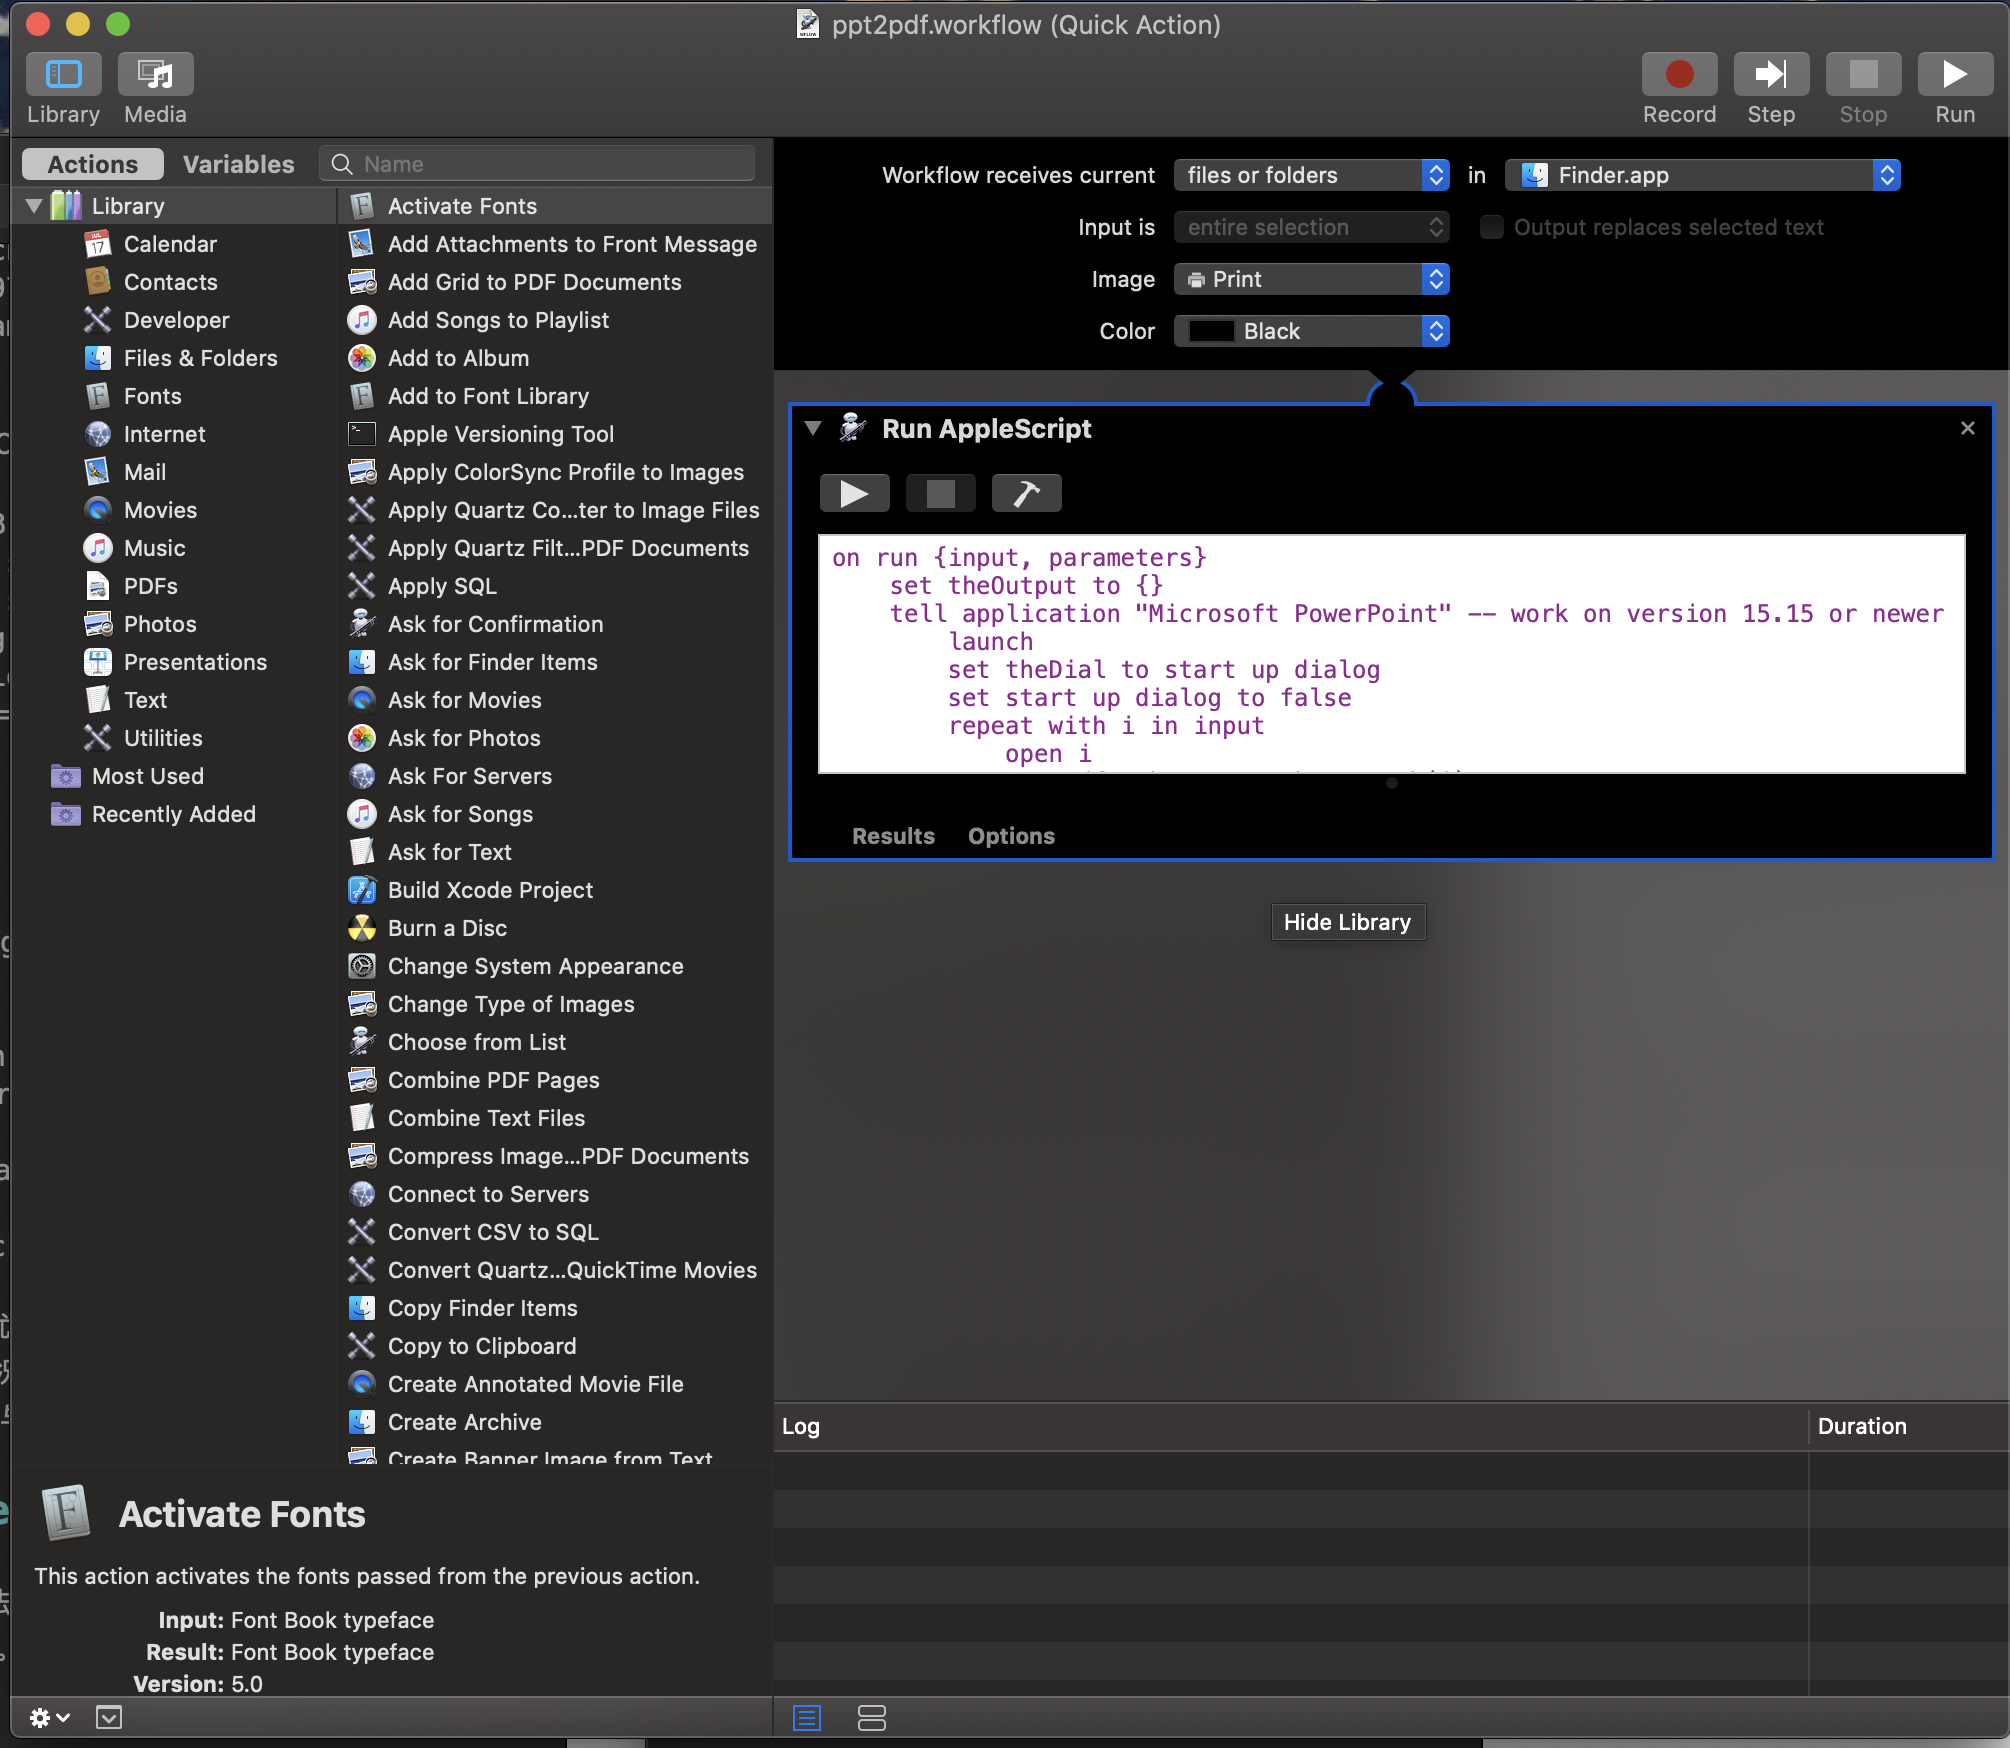 ppt2pdf.workflow (Quick Action)
Library
Media
Record
Step
Stop
Run
Actions
Variables
Name
Library
Calendar
Contacts
Developer
Files & Folders
Fonts
Internet
Mail
Movies
Music
PDFs
Photos
Presentations
Text
Utilities
Most Used
Recently Added
Activate Fonts
Add Attachments to Front Message
Add Grid to PDF Documents
Add Songs to Playlist
Add to Album
Add to Font Library
Apple Versioning Tool
Apply ColorSync Profile to Images
Apply Quartz Co...ter to Image Files
Apply Quartz Filt...PDF Documents
Apply SQL
Ask for Confirmation
Ask for Finder Items
Ask for Movies
Ask for Photos
Ask For Servers
Ask for Songs
Ask for Text
Build Xcode Project
Burn a Disc
Change System Appearance
Change Type of Images
Choose from List
Combine PDF Pages
Combine Text Files
Compress Image...PDF Documents
Connect to Servers
Convert CSV to SQL
Convert Quartz...QuickTime Movies
Copy Finder Items
Copy to Clipboard
Create Annotated Movie File
Create Archive
Create Banner Image from Text
Activate Fonts
This action activates the fonts passed from the previous action.
Input: Font Book typeface
Result: Font Book typeface
Version: 5.0
Workflow receives current files or folders in Finder.app
Input is entire selection Output replaces selected text
Image Print
Color Black
Run AppleScript
on run {input, parameters}
set theOutput to {}
tell application "Microsoft PowerPoint" -- work on version 15.15 or newer
launch
set theDial to start up dialog
set start up dialog to false
repeat with i in input
open i
Results Options
Hide Library
Log Duration